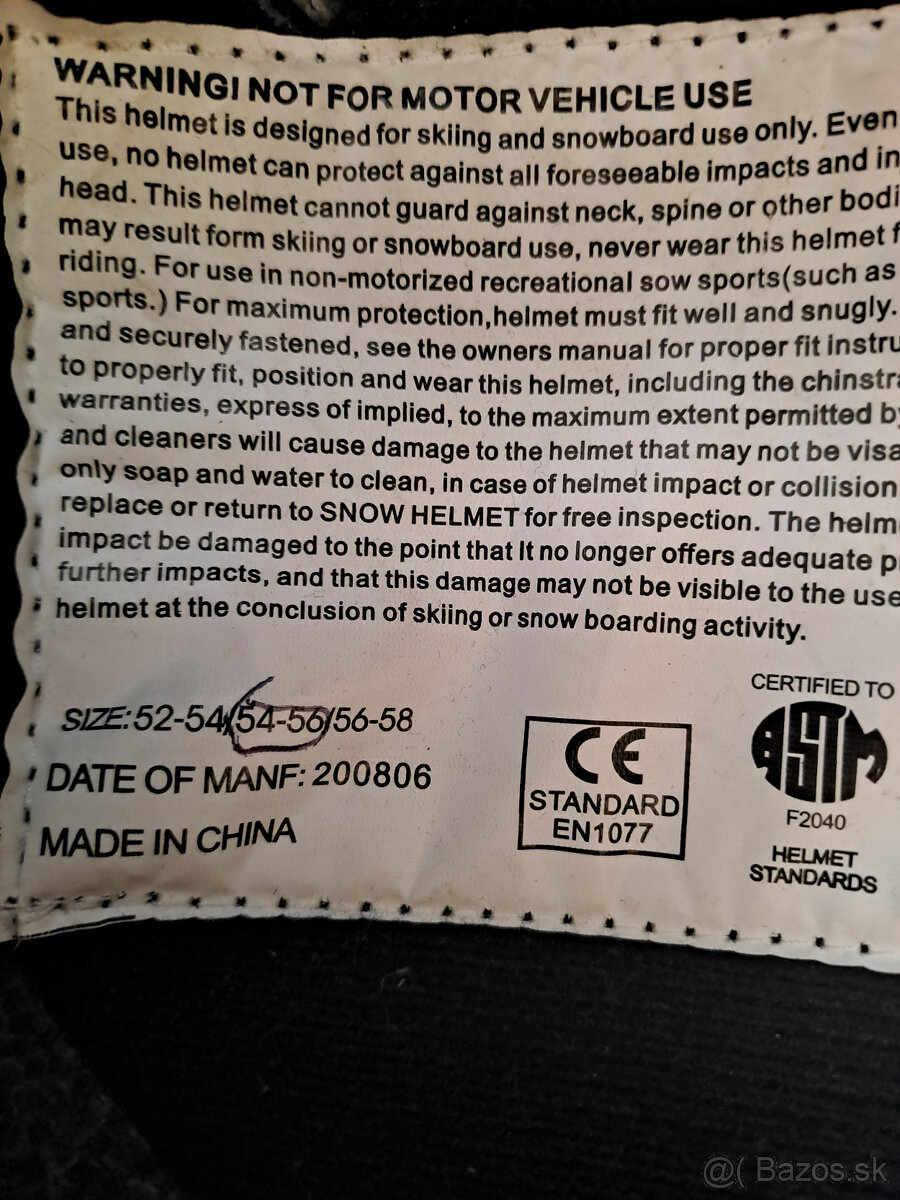 WARNING! NOT FOR MOTOR VEHICLE USE
This helmet is designed for skiing and snowboard use only. Even
use, no helmet can protect against all foreseeable impacts and in
head. This helmet cannot guard against neck, spine or other bodi
may result form skiing or snowboard use, never wear this helmet f
riding. For use in non-motorized recreational sow sports(such as
sports.) For maximum protection,helmet must fit well and snugly.
and securely fastened, see the owners manual for proper fit instru
to properly fit, position and wear this helmet, including the chinstra
warranties, express of implied, to the maximum extent permitted by
and cleaners will cause damage to the helmet that may not be visa
only soap and water to clean, in case of helmet impact or collision
replace or return to SNOW HELMET for free inspection. The helm
impact be damaged to the point that It no longer offers adequate p
further impacts, and that this damage may not be visible to the use
helmet at the conclusion of skiing or snow boarding activity.
SIZE:52-54/54-56/56-58
DATE OF MANF: 200806
MADE IN CHINA
CE
STANDARD
EN1077
CERTIFIED TO
ASTM
F2040
HELMET
STANDARDS
@( Bazos.sk